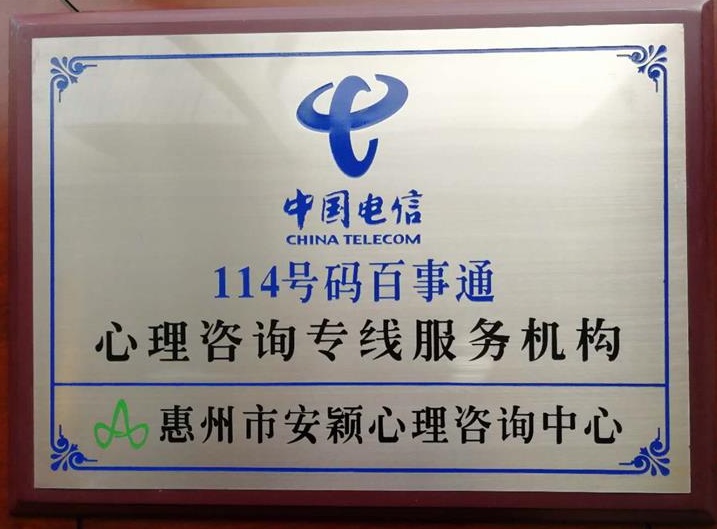 中国电信
CHINA TELECOM
114号码百事通
心理咨询专线服务机构
惠州市安颖心理咨询中心